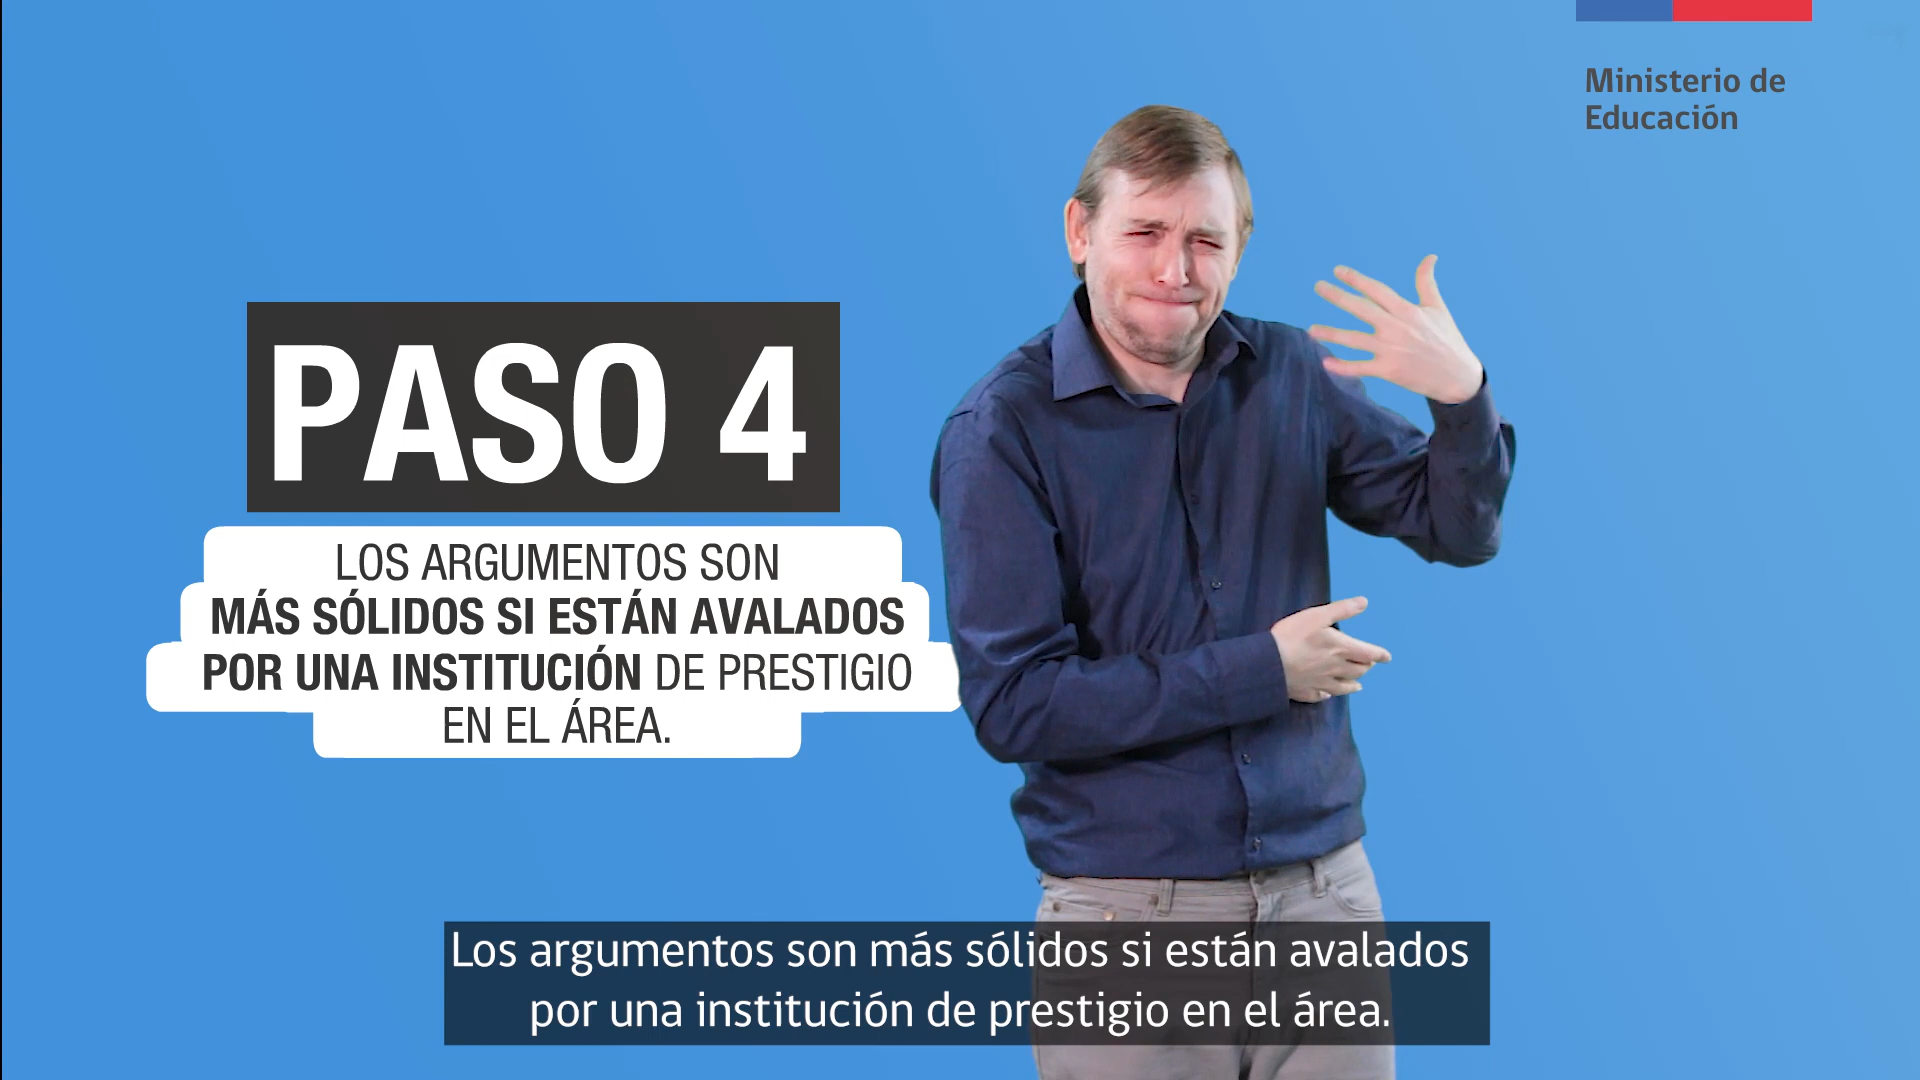 Ministerio de
Educación
PASO 4
LOS ARGUMENTOS SON
MÁS SÓLIDOS SI ESTÁN AVALADOS
POR UNA INSTITUCIÓN DE PRESTIGIO
EN EL ÁREA.
Los argumentos son más sólidos si están avalados
por una institución de prestigio en el área.